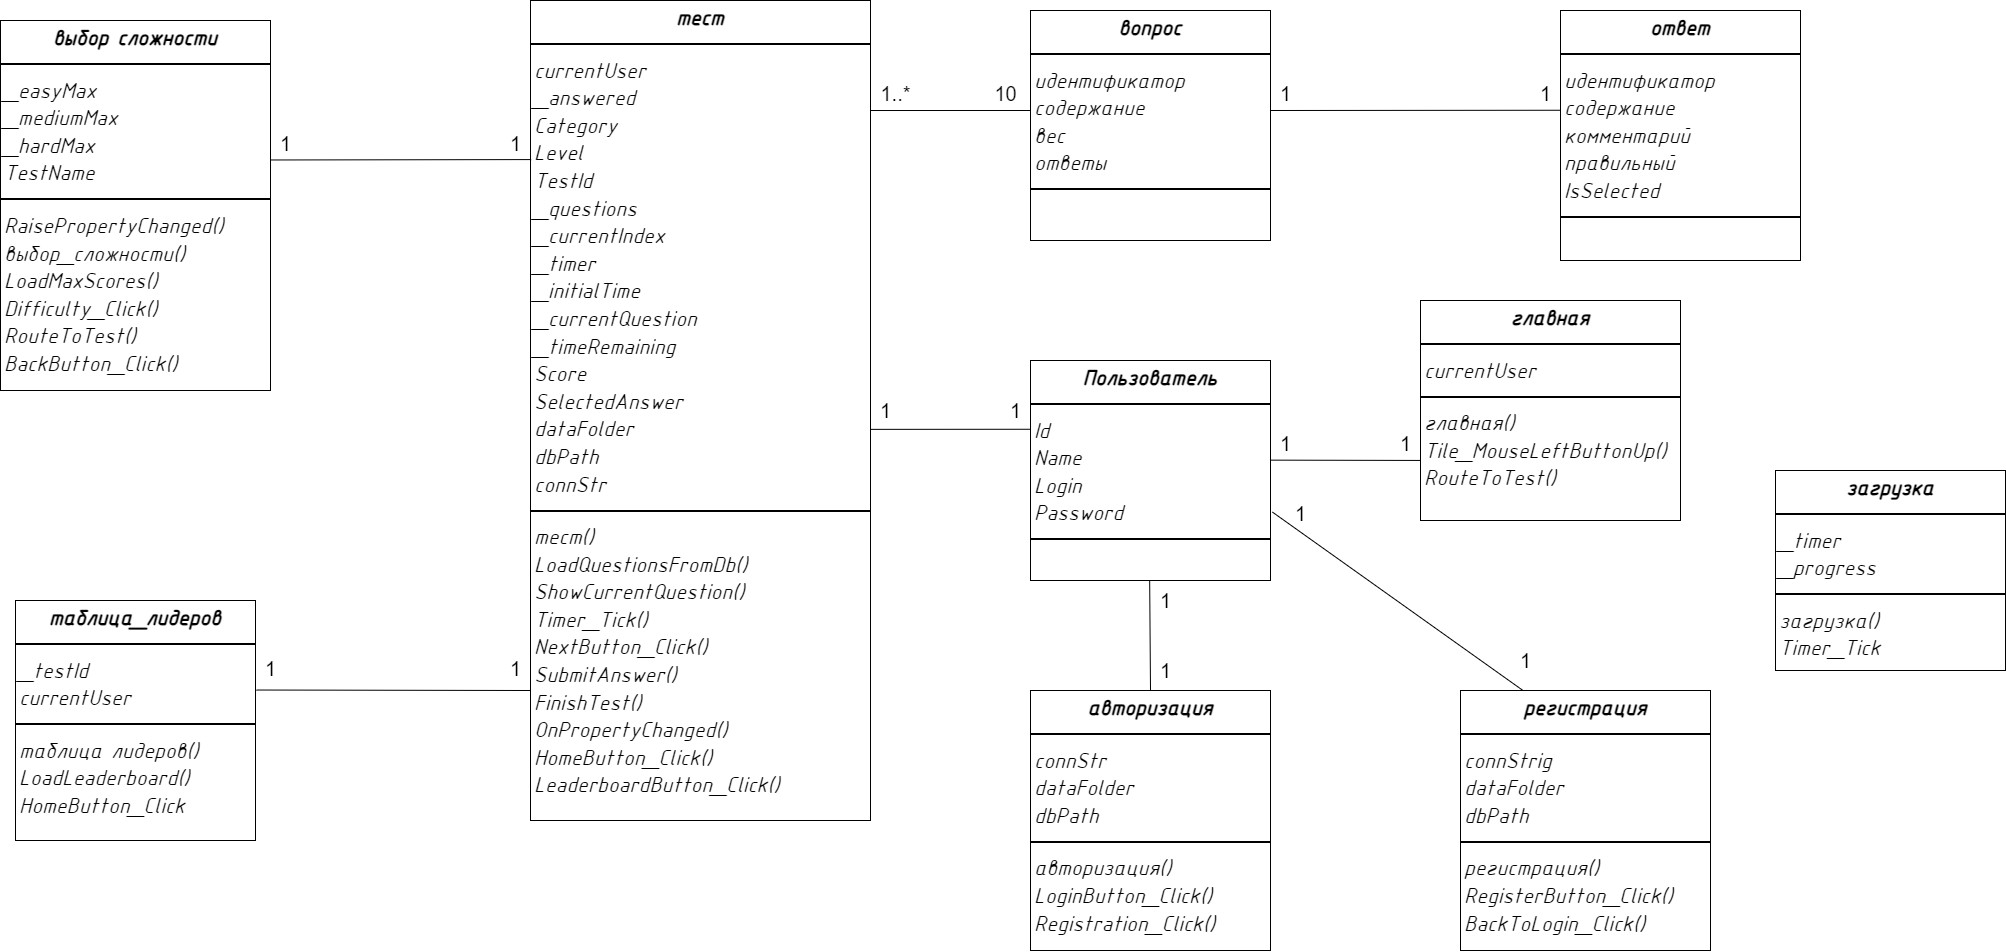 выбор сложности
__easyMax
__mediumMax
__hardMax
TestName
RaisePropertyChanged()
выбор_сложности()
LoadMaxScores()
Difficulty_Click()
RouteToTest()
BackButton_Click()
1
1
тест
currentUser
__answered
Category
Level
TestId
__questions
__currentIndex
__timer
__initialTime
__currentQuestion
__timeRemaining
Score
SelectedAnswer
dataFolder
dbPath
connStr
тест()
LoadQuestionsFromDb()
ShowCurrentQuestion()
Timer_Tick()
NextButton_Click()
SubmitAnswer()
FinishTest()
OnPropertyChanged()
HomeButton_Click()
LeaderboardButton_Click()
1..*
10
вопрос
идентификатор
содержание
вес
ответы
1
1
ответ
идентификатор
содержание
комментарий
правильный
IsSelected
1
1
Пользователь
Id
Name
Login
Password
1
1
главная
currentUser
главная()
Tile_MouseLeftButtonUp()
RouteToTest()
загрузка
__timer
__progress
загрузка()
Timer_Tick
таблица_лидеров
__testId
currentUser
таблица лидеров()
LoadLeaderboard()
HomeButton_Click
1
1
1
1
авторизация
connStr
dataFolder
dbPath
авторизация()
LoginButton_Click()
Registration_Click()
1
1
регистрация
connStrig
dataFolder
dbPath
регистрация()
RegisterButton_Click()
BackToLogin_Click()